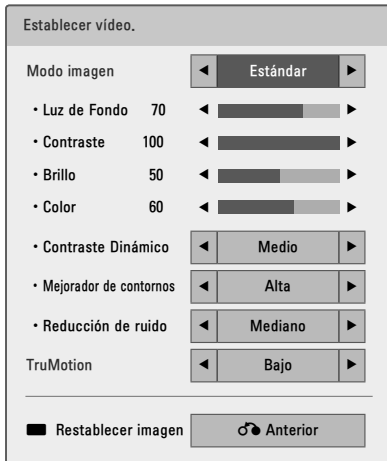 Establecer vídeo.
Modo imagen ◀ Estándar ▶
• Luz de Fondo 70 ◀ ▶
• Contraste 100 ◀ ▶
• Brillo 50 ◀ ▶
• Color 60 ◀ ▶
• Contraste Dinámico ◀ Medio ▶
• Mejorador de contornos ◀ Alta ▶
• Reducción de ruido ◀ Mediano ▶
TruMotion ◀ Bajo ▶
Restablecer imagen Anterior